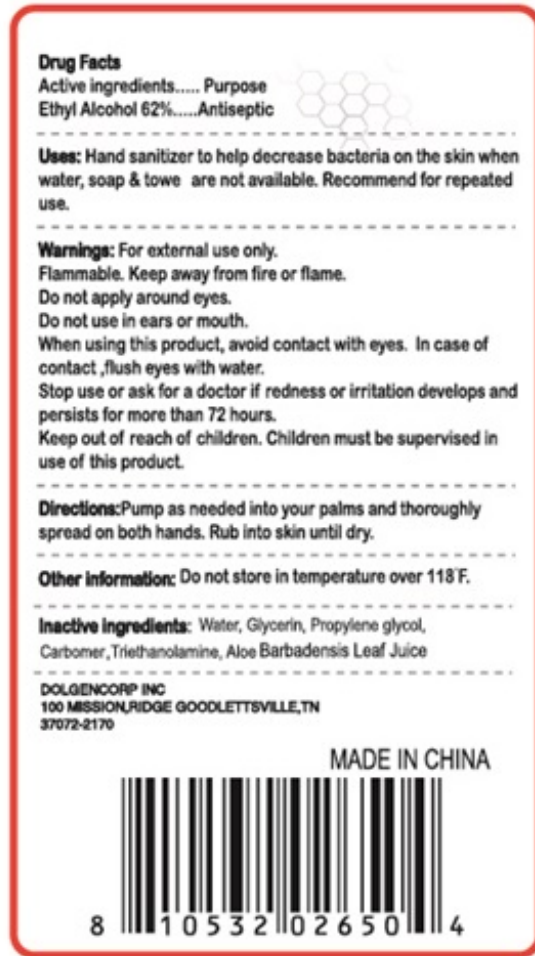 Drug Facts
Active ingredients..... Purpose
Ethyl Alcohol 62%.....Antiseptic
Uses: Hand sanitizer to help decrease bacteria on the skin when
water, soap & towe are not available. Recommend for repeated
use.
Warnings: For external use only.
Flammable. Keep away from fire or flame.
Do not apply around eyes.
Do not use in ears or mouth.
When using this product, avoid contact with eyes. In case of
contact ,flush eyes with water.
Stop use or ask for a doctor if redness or irritation develops and
persists for more than 72 hours.
Keep out of reach of children. Children must be supervised in
use of this product.
Directions:Pump as needed into your palms and thoroughly
spread on both hands. Rub into skin until dry.
Other information: Do not store in temperature over 118°F.
Inactive ingredients: Water, Glycerin, Propylene glycol,
Carbomer,Triethanolamine, Aloe Barbadensis Leaf Juice
DOLGENCORP INC
100 MISSION,RIDGE GOODLETTSVILLE,TN
37072-2170
MADE IN CHINA
8 10532 02650 4